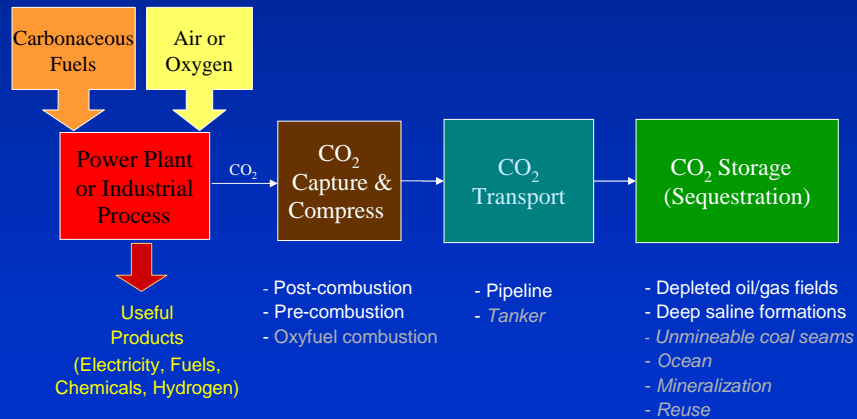 Carbonaceous
Fuels
Air or
Oxygen
Power Plant
or Industrial
Process
CO2
CO2
Capture &
Compress
CO2
Transport
CO2 Storage
(Sequestration)
Useful
Products
(Electricity, Fuels,
Chemicals, Hydrogen)
- Post-combustion
- Pre-combustion
- Oxyfuel combustion
- Pipeline
- Tanker
- Depleted oil/gas fields
- Deep saline formations
- Unmineable coal seams
- Ocean
- Mineralization
- Reuse